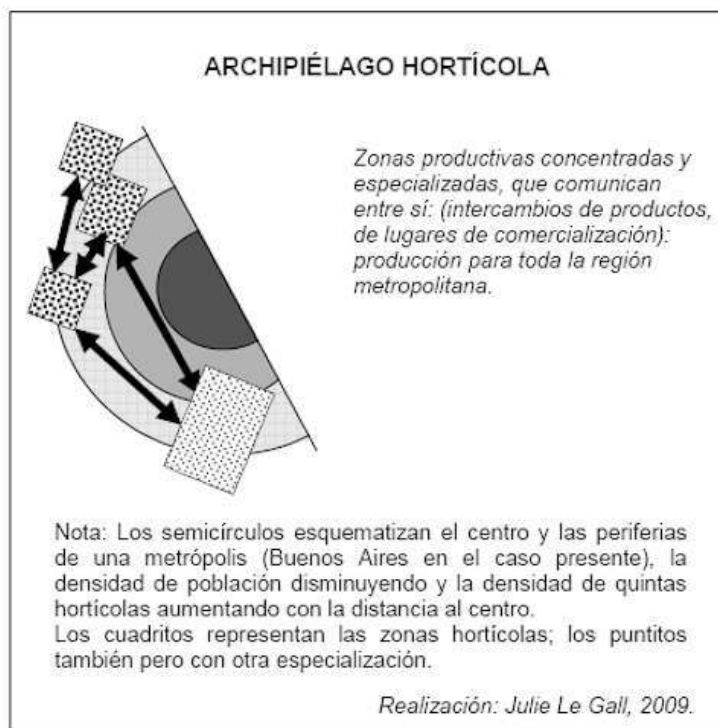 ARCHIPIÉLAGO HORTÍCOLA
Zonas productivas concentradas y
especializadas, que comunican
entre sí: (intercambios de productos,
de lugares de comercialización):
producción para toda la región
metropolitana.
Nota: Los semicírculos esquematizan el centro y las periferias
de una metrópolis (Buenos Aires en el caso presente), la
densidad de población disminuyendo y la densidad de quintas
hortícolas aumentando con la distancia al centro.
Los cuadritos representan las zonas hortícolas; los puntitos
también pero con otra especialización.
Realización: Julie Le Gall, 2009.